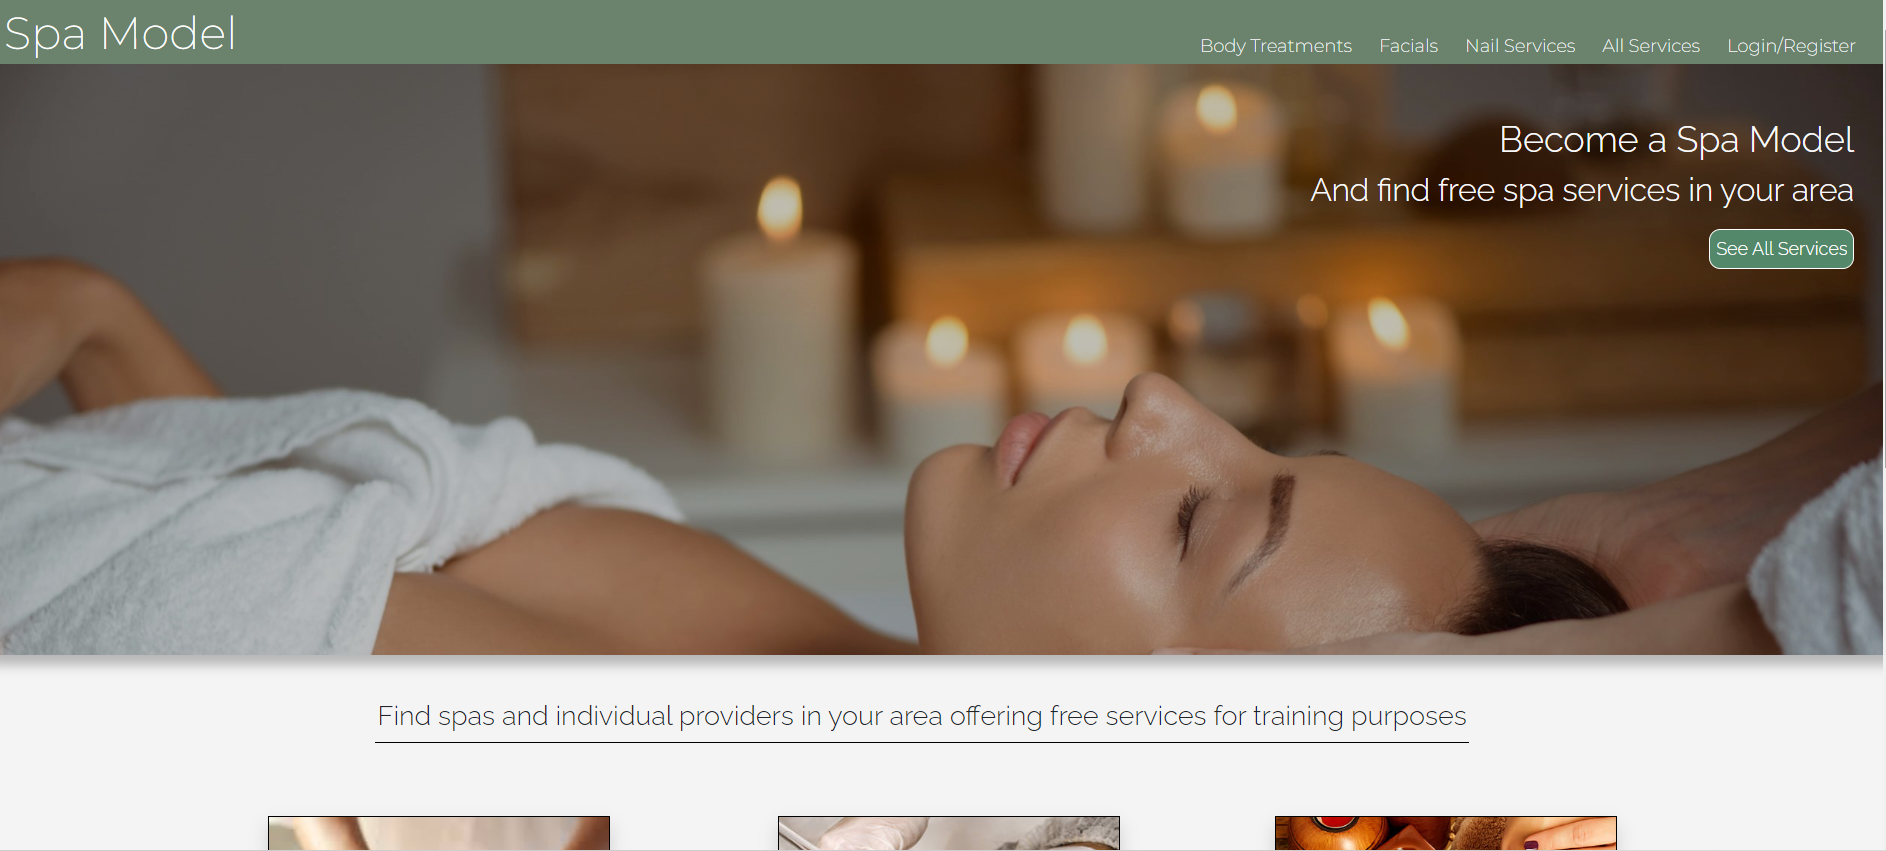 Spa Model
Body Treatments Facials Nail Services All Services Login/Register
Become a Spa Model
And find free spa services in your area
See All Services
Find spas and individual providers in your area offering free services for training purposes